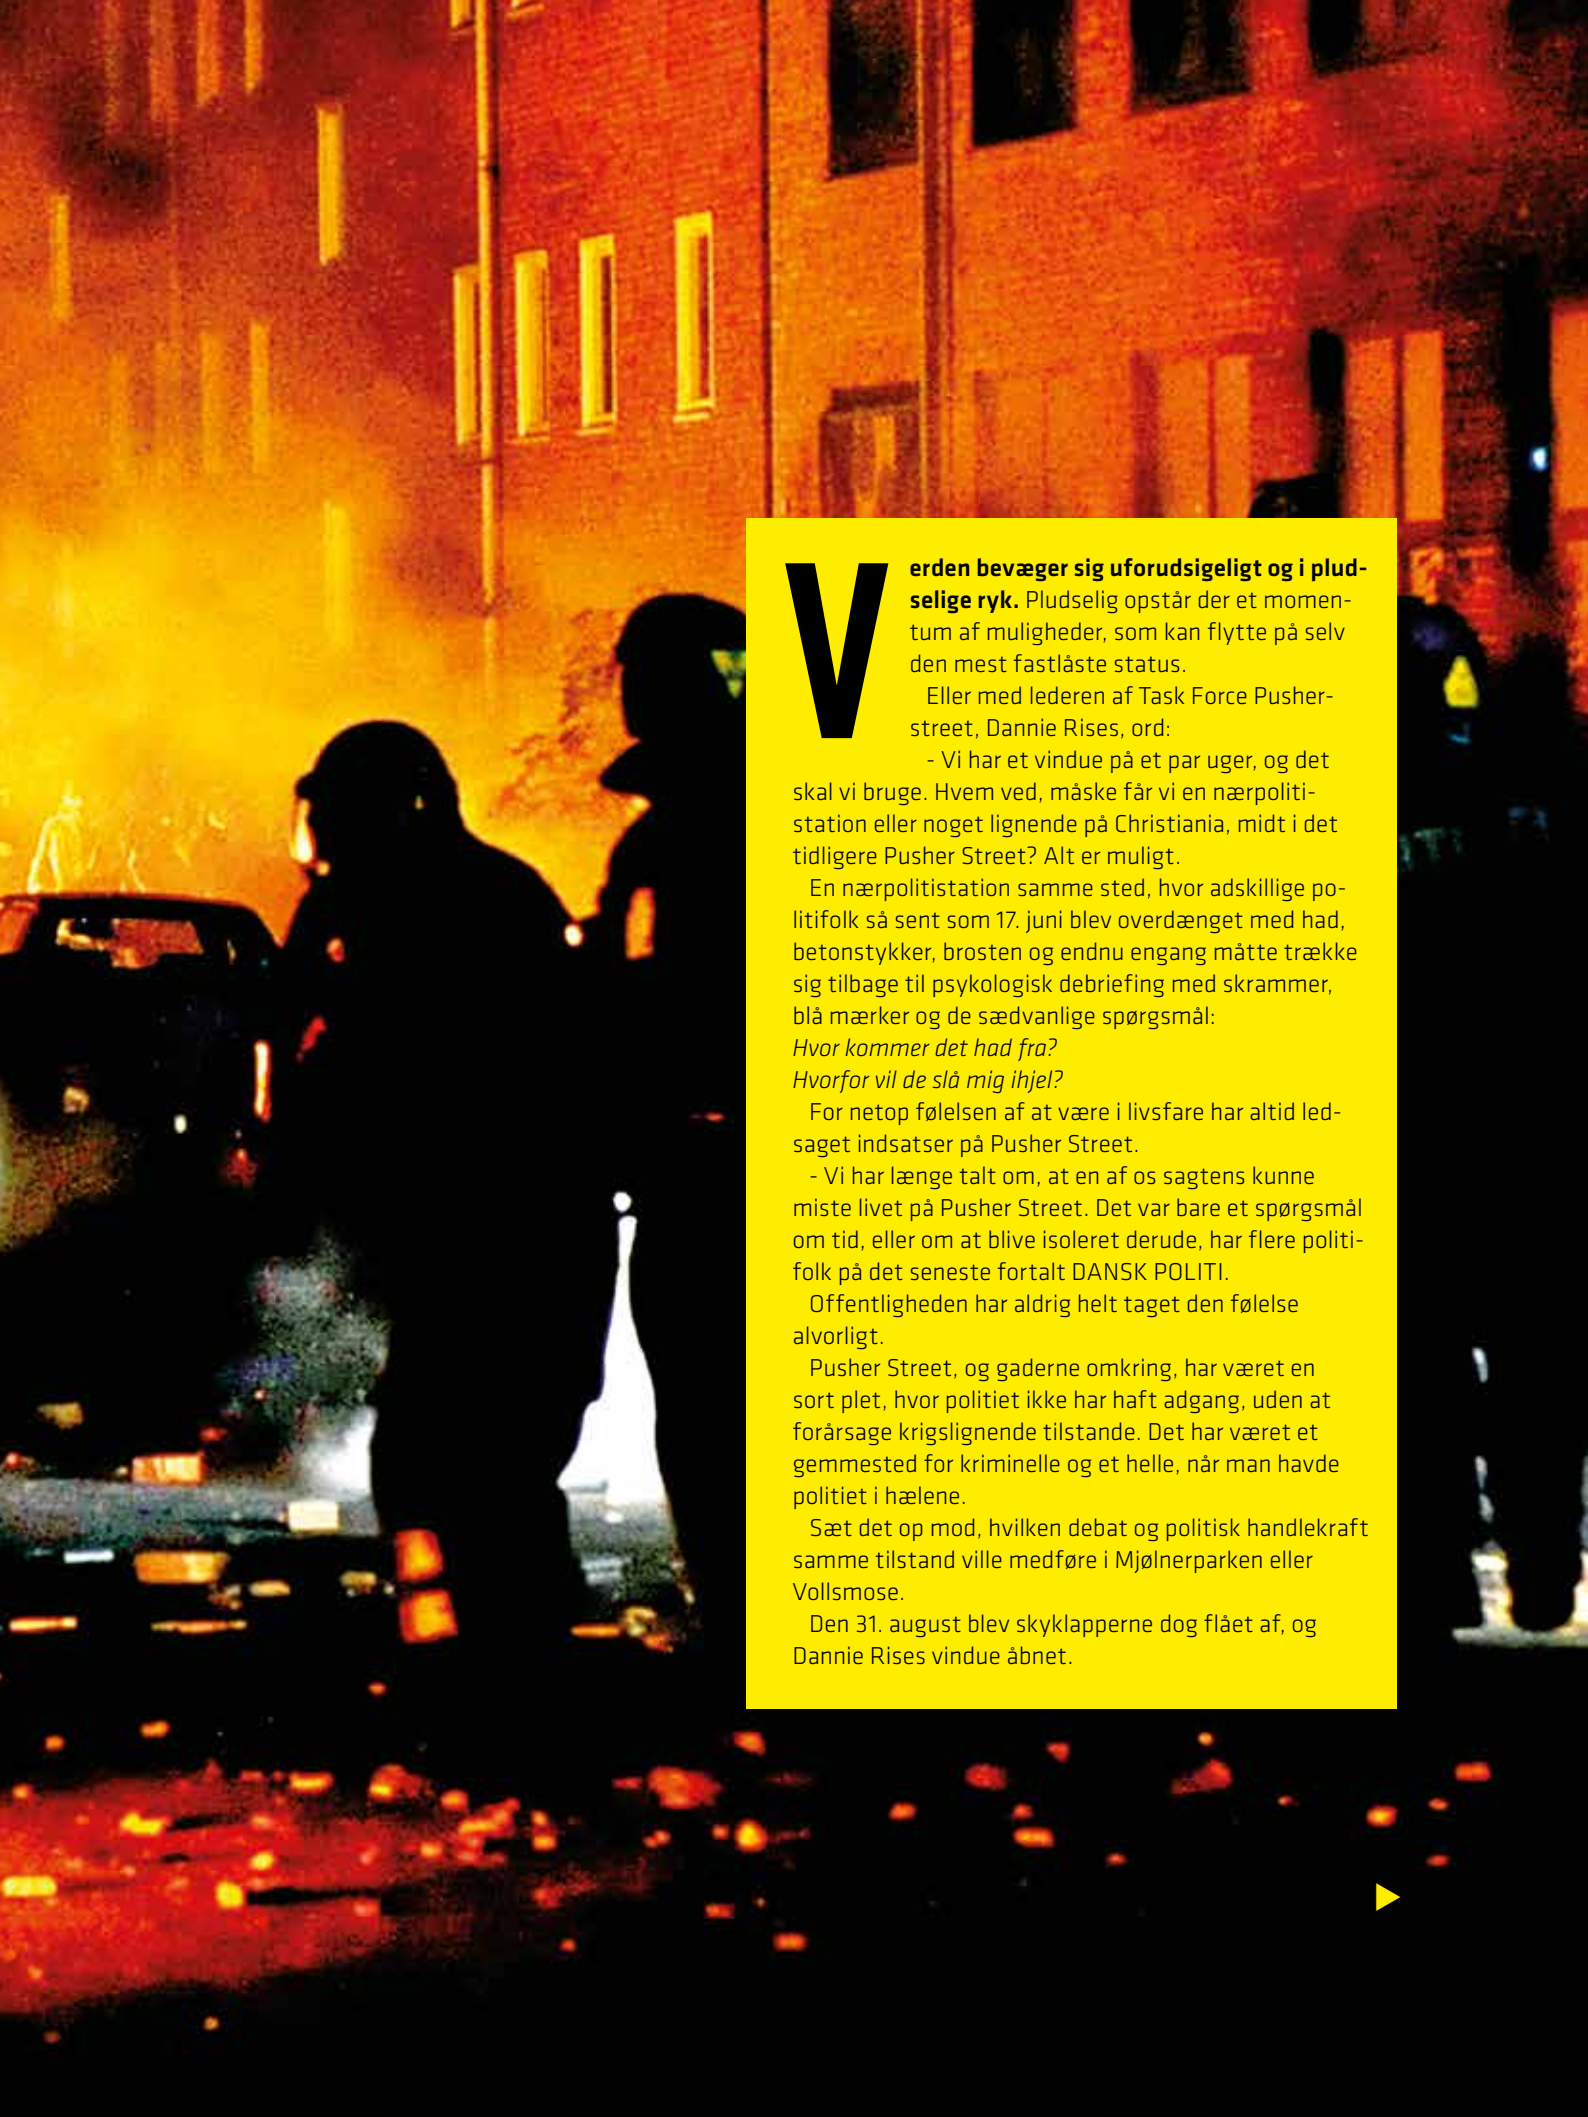 Verden bevæger sig uforudsigeligt og i plud-
selige ryk. Pludselig opstår der et momen-
tum af muligheder, som kan flytte på selv
den mest fastlåste status.
Eller med lederen af Task Force Pusher-
street, Dannie Rises, ord:
- Vi har et vindue på et par uger, og det
skal vi bruge. Hvem ved, måske får vi en nærpoliti-
station eller noget lignende på Christiania, midt i det
tidligere Pusher Street? Alt er muligt.
En nærpolitistation samme sted, hvor adskillige po-
litifolk så sent som 17. juni blev overdænget med had,
betonstykker, brosten og endnu engang måtte trække
sig tilbage til psykologisk debriefing med skrammer,
blå mærker og de sædvanlige spørgsmål:
Hvor kommer det had fra?
Hvorfor vil de slå mig ihjel?
For netop følelsen af at være i livsfare har altid led-
saget indsatser på Pusher Street.
- Vi har længe talt om, at en af os sagtens kunne
miste livet på Pusher Street. Det var bare et spørgsmål
om tid, eller om at blive isoleret derude, har flere politi-
folk på det seneste fortalt DANSK POLITI.
Offentligheden har aldrig helt taget den følelse
alvorligt.
Pusher Street, og gaderne omkring, har været en
sort plet, hvor politiet ikke har haft adgang, uden at
forårsage krigslignende tilstande. Det har været et
gemmested for kriminelle og et helle, når man havde
politiet i hælene.
Sæt det op mod, hvilken debat og politisk handlekraft
samme tilstand ville medføre i Mjølnerparken eller
Vollsmose.
Den 31. august blev skyklapperne dog flået af, og
Dannie Rises vindue åbnet.